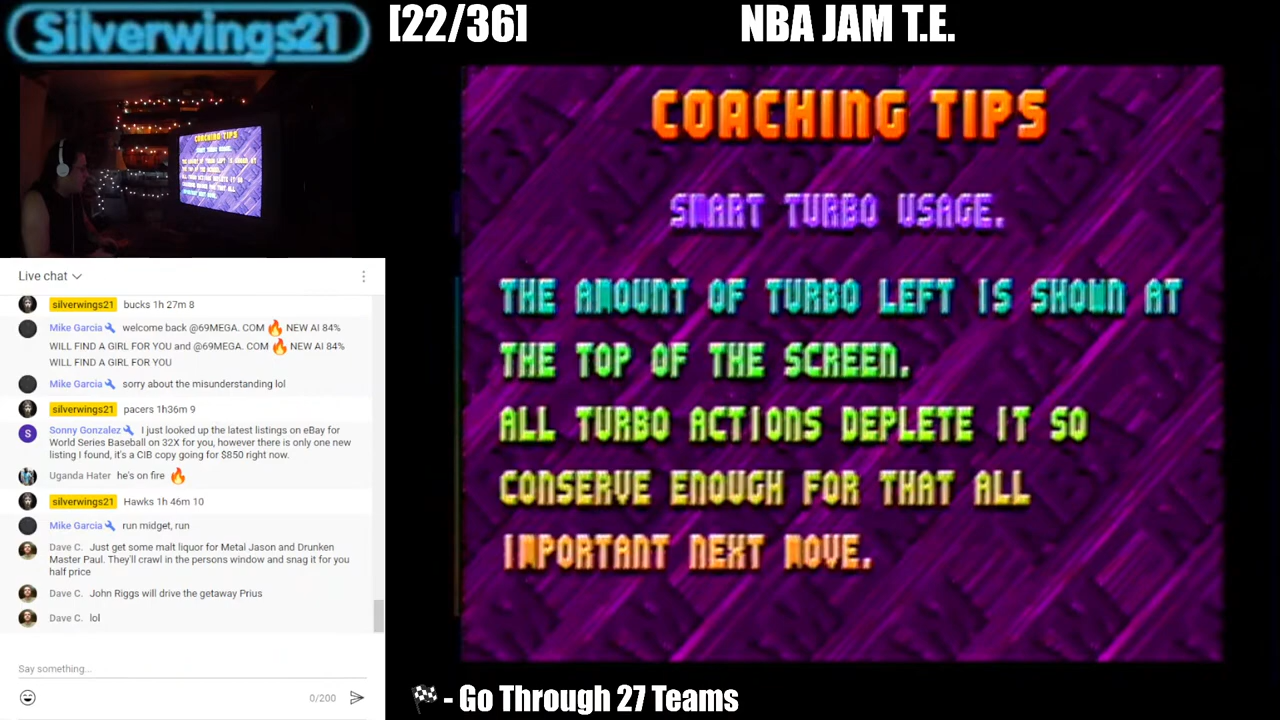 Silverwings21
[22/36]
NBA JAM T.E.
COACHING TIPS
SMART TURBO USAGE.
THE AMOUNT OF TURBO LEFT IS SHOWN AT
THE TOP OF THE SCREEN.
ALL TURBO ACTIONS DEPLETE IT SO
CONSERVE ENOUGH FOR THAT ALL
IMPORTANT NEXT MOVE.
Live chat
silverwings21 bucks 1h 27m 8
Mike Garcia welcome back @69MEGA. COM 🔥 NEW AI 84%
WILL FIND A GIRL FOR YOU and @69MEGA. COM 🔥 NEW AI 84%
WILL FIND A GIRL FOR YOU
Mike Garcia sorry about the misunderstanding lol
silverwings21 pacers 1h36m 9
S
Sonny Gonzalez I just looked up the latest listings on eBay for
World Series Baseball on 32X for you, however there is only one new
listing I found, it's a CIB copy going for $850 right now.
Uganda Hater he's on fire 🔥
silverwings21 Hawks 1h 46m 10
Mike Garcia run midget, run
Dave C. Just get some malt liquor for Metal Jason and Drunken
Master Paul. They'll crawl in the persons window and snag it for you
half price
Dave C. John Riggs will drive the getaway Prius
Dave C. lol
Say something...
0/200
🏁 - Go Through 27 Teams